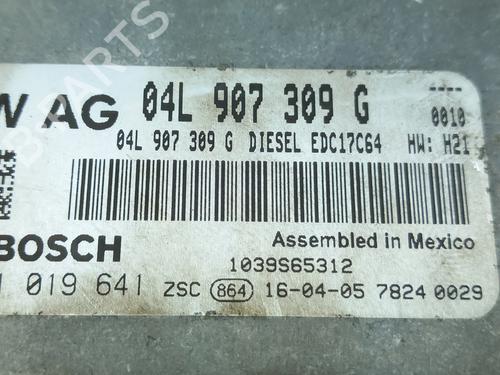 W AG 04L 907 309 G ----
0010
04L 907 309 G DIESEL EDC17C64 HW: H21
BOSCH Assembled in Mexico
1039S65312
019 641 ZSC 864 16-04-05 7824 0029